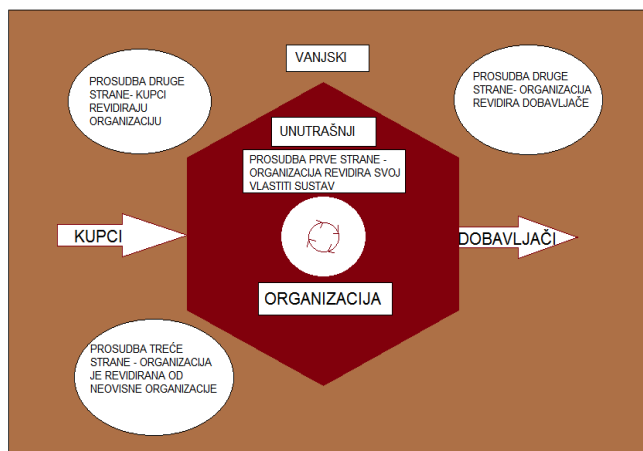 VANJSKI
PROSUDBA DRUGE
STRANE- KUPCI
REVIDIRAJU
ORGANIZACIJU
PROSUDBA DRUGE
STRANE- ORGANIZACIJA
REVIDIRA DOBAVLJAČE
UNUTRAŠNJI
PROSUDBA PRVE STRANE -
ORGANIZACIJA REVIDIRA SVOJ
VLASTITI SUSTAV
KUPCI
DOBAVLJAČI
ORGANIZACIJA
PROSUDBA TREĆE
STRANE - ORGANIZACIJA
JE REVIDIRANA OD
NEOVISNE ORGANIZACIJE